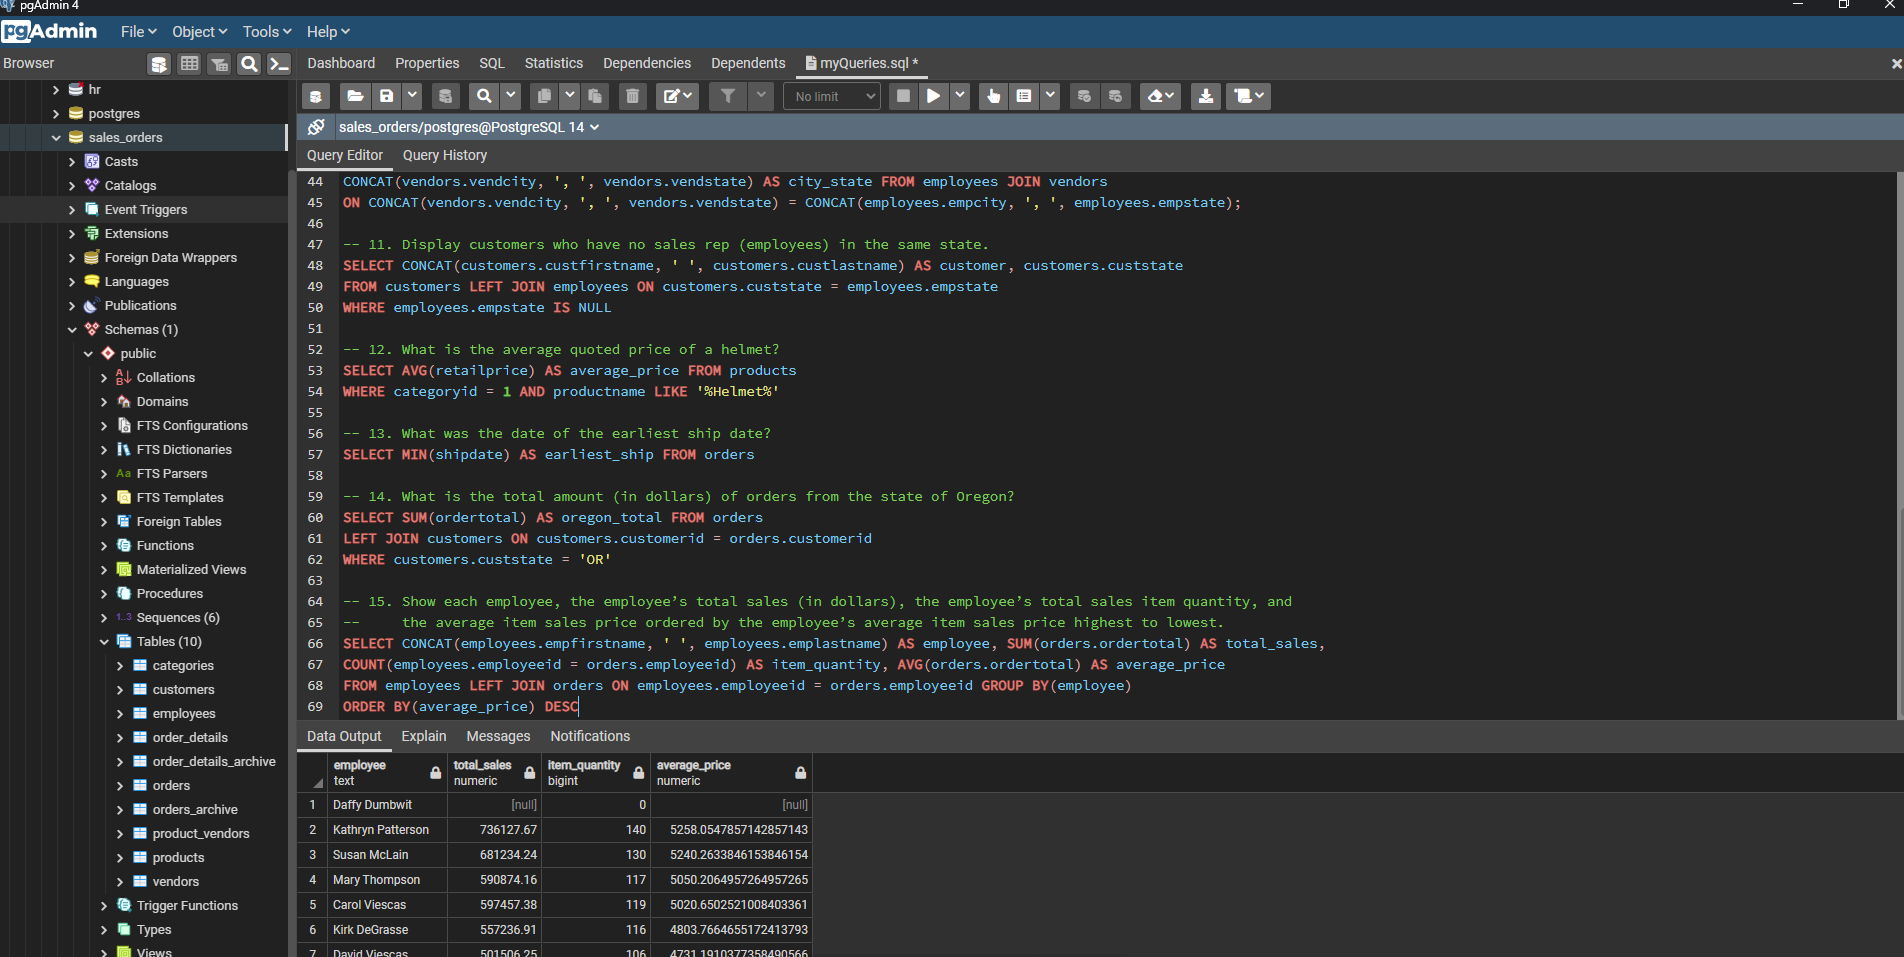 pgAdmin 4
pgAdmin File Object Tools Help
Browser
Dashboard Properties SQL Statistics Dependencies Dependents myQueries.sql *
No limit
sales_orders/postgres@PostgreSQL 14
Query Editor Query History
hr
postgres
sales_orders
Casts
Catalogs
Event Triggers
Extensions
Foreign Data Wrappers
Languages
Publications
Schemas (1)
public
Collations
Domains
FTS Configurations
FTS Dictionaries
Aa FTS Parsers
FTS Templates
Foreign Tables
Functions
Materialized Views
Procedures
1..3 Sequences (6)
Tables (10)
categories
customers
employees
order_details
order_details_archive
orders
orders_archive
product_vendors
products
vendors
Trigger Functions
Types
Views
44 CONCAT(vendors.vendcity, ', ', vendors.vendstate) AS city_state FROM employees JOIN vendors
45 ON CONCAT(vendors.vendcity, ', ', vendors.vendstate) = CONCAT(employees.empcity, ', ', employees.empstate);
46
47 -- 11. Display customers who have no sales rep (employees) in the same state.
48 SELECT CONCAT(customers.custfirstname, ' ', customers.custlastname) AS customer, customers.custstate
49 FROM customers LEFT JOIN employees ON customers.custstate = employees.empstate
50 WHERE employees.empstate IS NULL
51
52 -- 12. What is the average quoted price of a helmet?
53 SELECT AVG(retailprice) AS average_price FROM products
54 WHERE categoryid = 1 AND productname LIKE '%Helmet%'
55
56 -- 13. What was the date of the earliest ship date?
57 SELECT MIN(shipdate) AS earliest_ship FROM orders
58
59 -- 14. What is the total amount (in dollars) of orders from the state of Oregon?
60 SELECT SUM(ordertotal) AS oregon_total FROM orders
61 LEFT JOIN customers ON customers.customerid = orders.customerid
62 WHERE customers.custstate = 'OR'
63
64 -- 15. Show each employee, the employee’s total sales (in dollars), the employee’s total sales item quantity, and
65 -- the average item sales price ordered by the employee’s average item sales price highest to lowest.
66 SELECT CONCAT(employees.empfirstname, ' ', employees.emplastname) AS employee, SUM(orders.ordertotal) AS total_sales,
67 COUNT(employees.employeeid = orders.employeeid) AS item_quantity, AVG(orders.ordertotal) AS average_price
68 FROM employees LEFT JOIN orders ON employees.employeeid = orders.employeeid GROUP BY(employee)
69 ORDER BY(average_price) DESC
Data Output Explain Messages Notifications
employee total_sales item_quantity average_price
text numeric bigint numeric
1 Daffy Dumbwit [null] 0 [null]
2 Kathryn Patterson 736127.67 140 5258.0547857142857143
3 Susan McLain 681234.24 130 5240.2633846153846154
4 Mary Thompson 590874.16 117 5050.2064957264957265
5 Carol Viescas 597457.38 119 5020.6502521008403361
6 Kirk DeGrasse 557236.91 116 4803.7664655172413793
7 David Viescas 501506.25 106 4731.1910377358490566